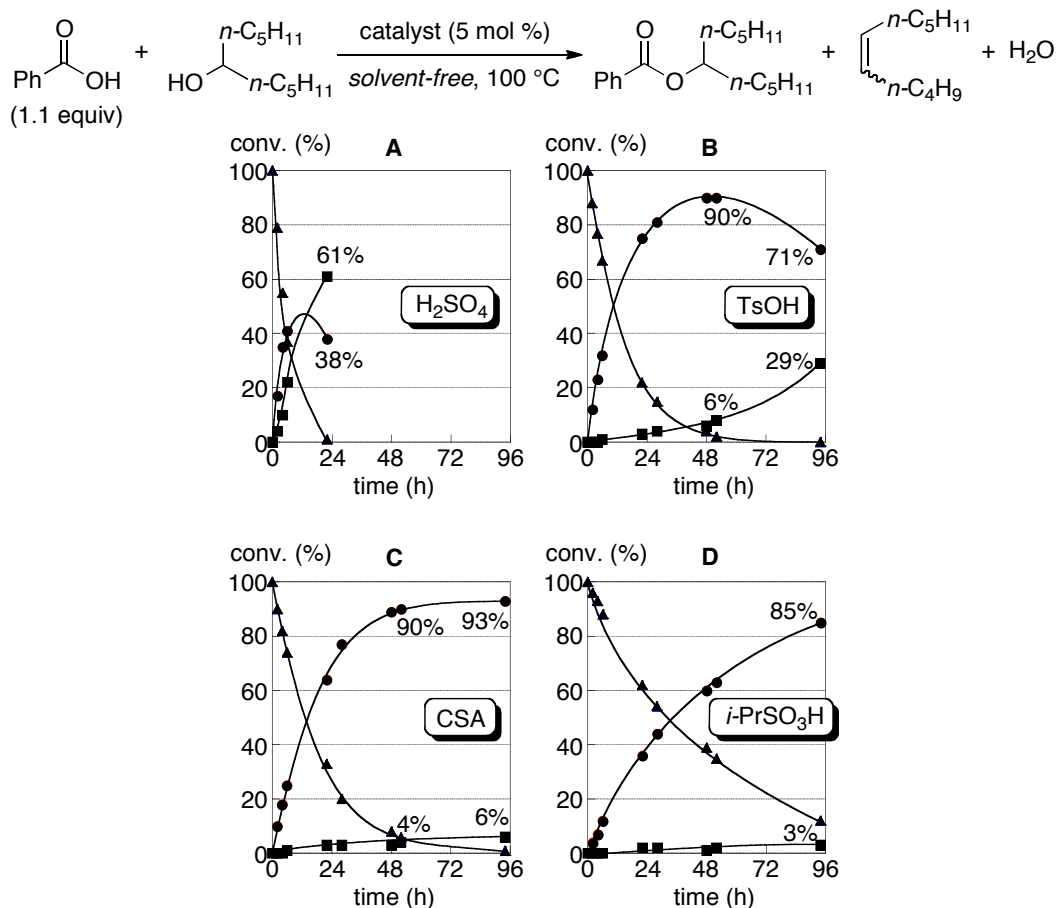 O
Ph OH
(1.1 equiv)
+
n-C5H11
HO n-C5H11
catalyst (5 mol %)
solvent-free, 100 °C
O n-C5H11
Ph O n-C5H11
+
n-C5H11
n-C4H9
+ H2O
conv. (%) A
100
80
60
40
20
0
61%
38%
H2SO4
0 24 48 72 96
time (h)
conv. (%) B
100
80
60
40
20
0
90%
71%
TsOH
29%
6%
0 24 48 72 96
time (h)
conv. (%) C
100
80
60
40
20
0
90% 93%
CSA
4% 6%
0 24 48 72 96
time (h)
conv. (%) D
100
80
60
40
20
0
85%
i-PrSO3H
3%
0 24 48 72 96
time (h)